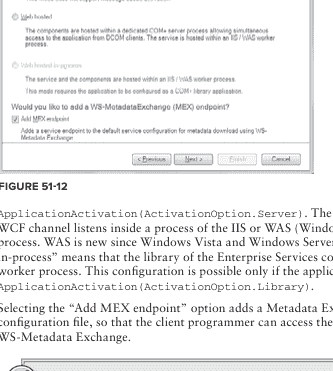 Web hosted
The components are hosted within a dedicated COM+ server process allowing simultaneous
access to the application from DCOM clients. The service is hosted within an IIS / WAS worker
process.
Web hosted in-process
The service and the components are hosted within an IIS / WAS worker process.
This mode requires the application to be configured as a COM+ library application.
Would you like to add a WS-MetadataExchange (MEX) endpoint?
Add MEX endpoint
Adds a service endpoint to the default service configuration for metadata download using WS-
Metadata Exchange
< Previous
Next >
Finish
Cancel
FIGURE 51-12
ApplicationActivation(ActivationOption.Server). The
WCF channel listens inside a process of the IIS or WAS (Windo
process. WAS is new since Windows Vista and Windows Server
in-process” means that the library of the Enterprise Services co
worker process. This configuration is possible only if the applic
ApplicationActivation(ActivationOption.Library).
Selecting the “Add MEX endpoint” option adds a Metadata Ex
configuration file, so that the client programmer can access the
WS-Metadata Exchange.